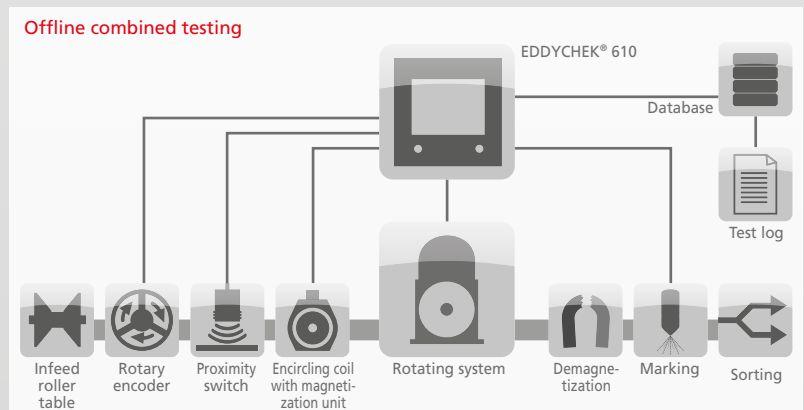 Offline combined testing
EDDYCHEK® 610
Database
Test log
Infeed
roller
table
Rotary
encoder
Proximity
switch
Encircling coil
with magneti-
zation unit
Rotating system
Demagne-
tization
Marking
Sorting